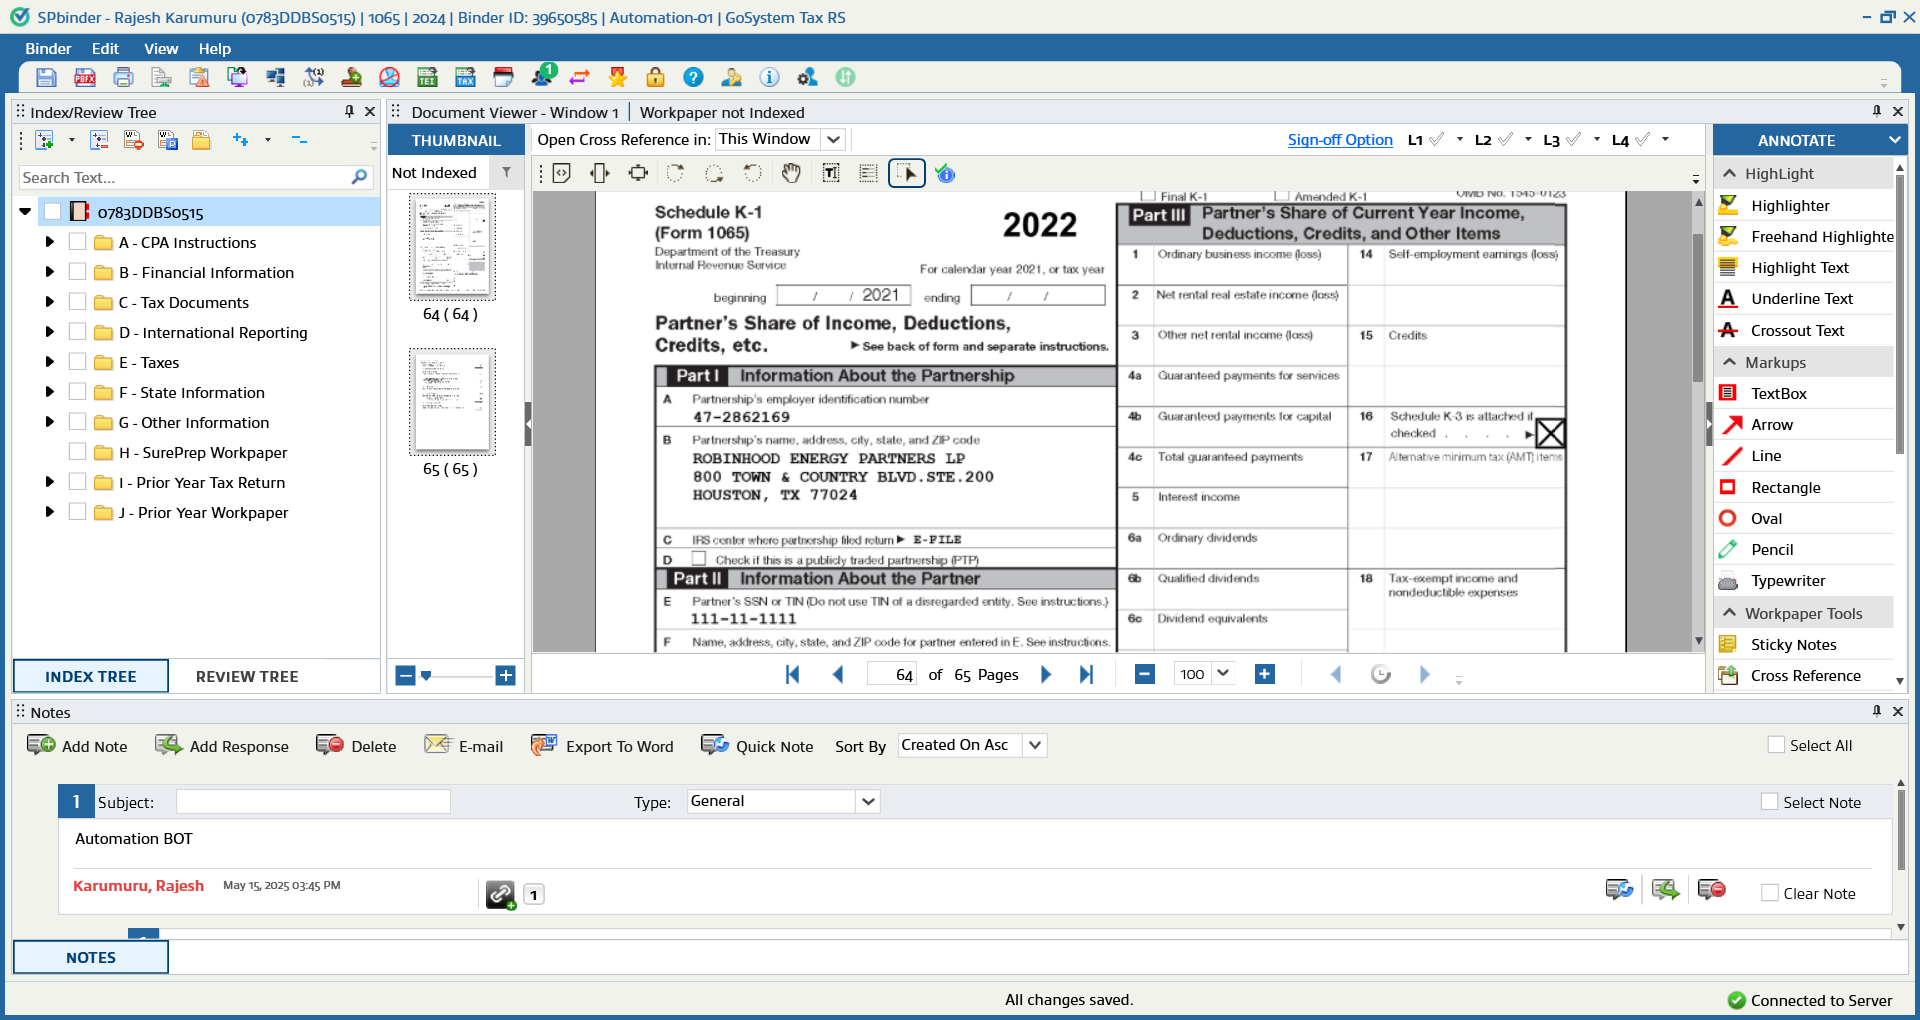 SPbinder - Rajesh Karumuru (0783DDBS0515) | 1065 | 2024 | Binder ID: 39650585 | Automation-01 | GoSystem Tax RS
Binder Edit View Help
1
Index/Review Tree
Search Text...
0783DDBS0515
A - CPA Instructions
B - Financial Information
C - Tax Documents
D - International Reporting
E - Taxes
F - State Information
G - Other Information
H - SurePrep Workpaper
I - Prior Year Tax Return
J - Prior Year Workpaper
INDEX TREE
REVIEW TREE
Document Viewer - Window 1 | Workpaper not Indexed
THUMBNAIL
Not Indexed
64 ( 64 )
65 ( 65 )
Open Cross Reference in: This Window
Sign-off Option L1 L2 L3 L4
Final K-1 Amended K-1 OMB No. 1545-0123
Schedule K-1
(Form 1065)
2022
Department of the Treasury
Internal Revenue Service
For calendar year 2021, or tax year
beginning / / 2021 ending / /
Partner's Share of Income, Deductions,
Credits, etc.
► See back of form and separate instructions.
Part I Information About the Partnership
A Partnership's employer identification number
47-2862169
B Partnership's name, address, city, state, and ZIP code
ROBINHOOD ENERGY PARTNERS LP
800 TOWN & COUNTRY BLVD.STE.200
HOUSTON, TX 77024
C IRS center where partnership filed return ► E-FILE
D Check if this is a publicly traded partnership (PTP)
Part II Information About the Partner
E Partner's SSN or TIN (Do not use TIN of a disregarded entity. See instructions.)
111-11-1111
F Name, address, city, state, and ZIP code for partner entered in E. See instructions.
Part III Partner's Share of Current Year Income,
Deductions, Credits, and Other Items
1 Ordinary business income (loss)
14 Self-employment earnings (loss)
2 Net rental real estate income (loss)
3 Other net rental income (loss)
15 Credits
4a Guaranteed payments for services
4b Guaranteed payments for capital
16 Schedule K-3 is attached if
checked . . . . ►
4c Total guaranteed payments
17 Alternative minimum tax (AMT) items
5 Interest income
6a Ordinary dividends
6b Qualified dividends
18 Tax-exempt income and
nondeductible expenses
6c Dividend equivalents
64 of 65 Pages
100
ANNOTATE
HighLight
Highlighter
Freehand Highlighte
Highlight Text
Underline Text
Crossout Text
Markups
TextBox
Arrow
Line
Rectangle
Oval
Pencil
Typewriter
Workpaper Tools
Sticky Notes
Cross Reference
Notes
Add Note Add Response Delete E-mail Export To Word Quick Note Sort By Created On Asc
Select All
1 Subject: Type: General
Select Note
Automation BOT
Karumuru, Rajesh May 15, 2025 03:45 PM
1
Clear Note
NOTES
All changes saved.
Connected to Server